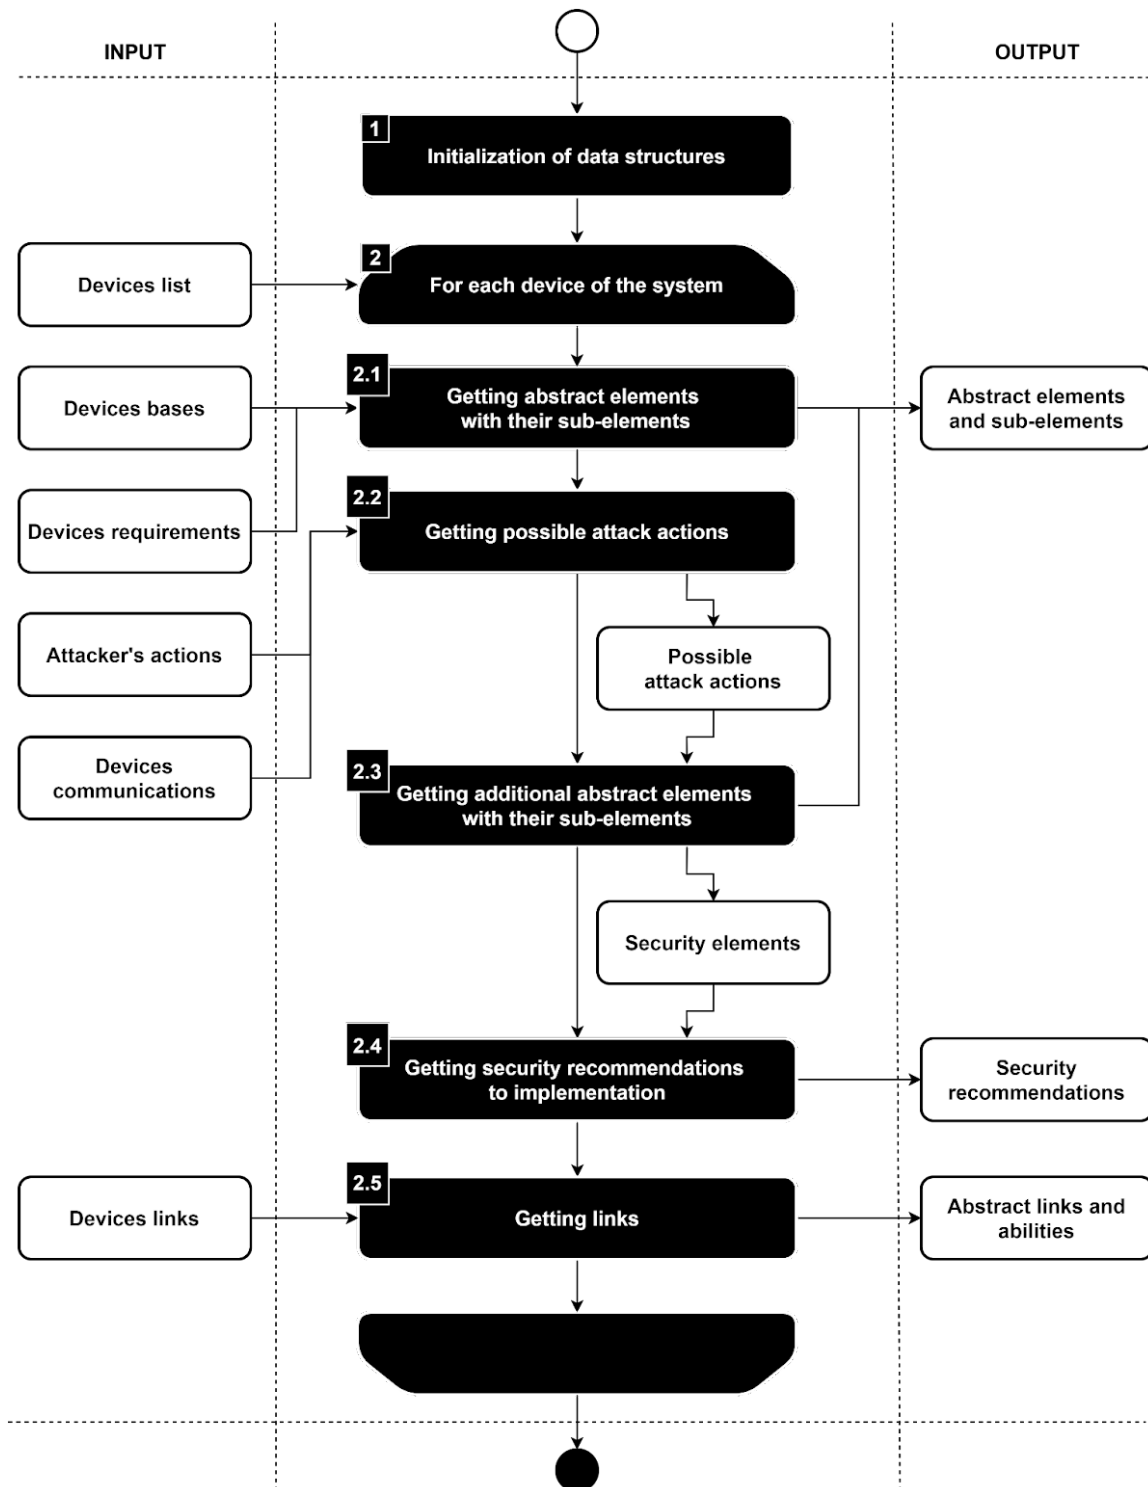 INPUT
OUTPUT
1
Initialization of data structures
Devices list
2
For each device of the system
Devices bases
2.1
Getting abstract elements
with their sub-elements
Abstract elements
and sub-elements
Devices requirements
2.2
Getting possible attack actions
Attacker's actions
Possible
attack actions
Devices
communications
2.3
Getting additional abstract elements
with their sub-elements
Security elements
2.4
Getting security recommendations
to implementation
Security
recommendations
Devices links
2.5
Getting links
Abstract links and
abilities